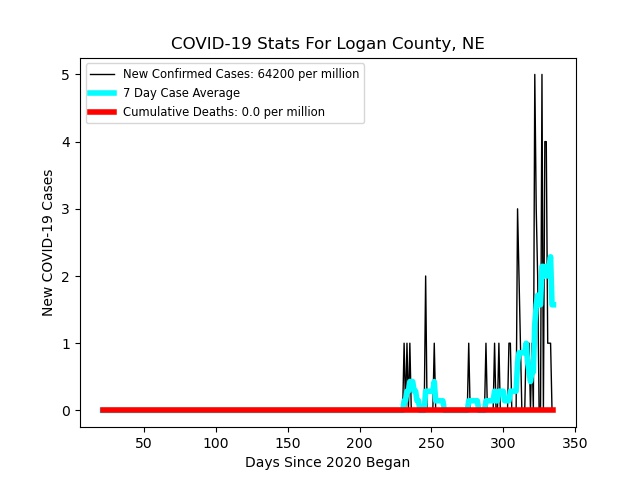 COVID-19 Stats For Logan County, NE
New Confirmed Cases: 64200 per million
7 Day Case Average
Cumulative Deaths: 0.0 per million
New COVID-19 Cases
5
4
3
2
1
0
50 100 150 200 250 300 350
Days Since 2020 Began